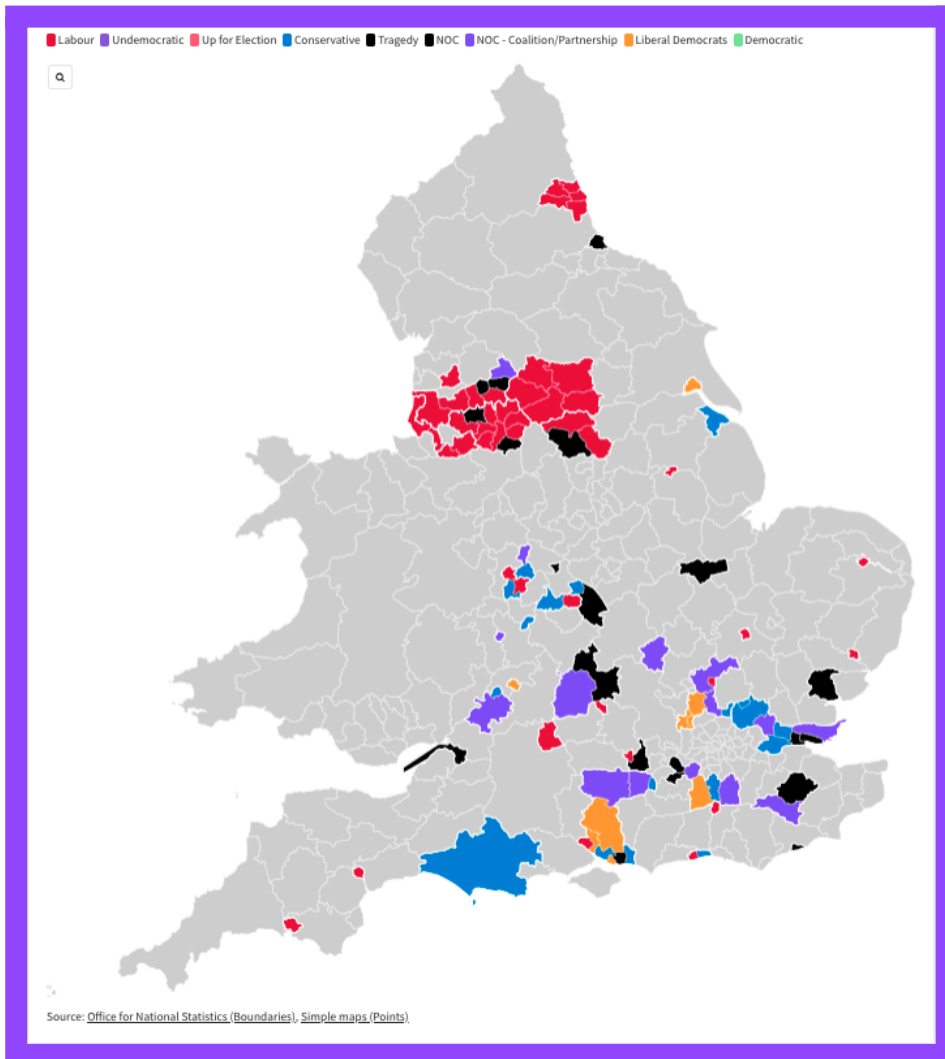 Labour Undemocratic Up for Election Conservative Tragedy NOC NOC - Coalition/Partnership Liberal Democrats Democratic
Source: Office for National Statistics (Boundaries), Simple maps (Points)